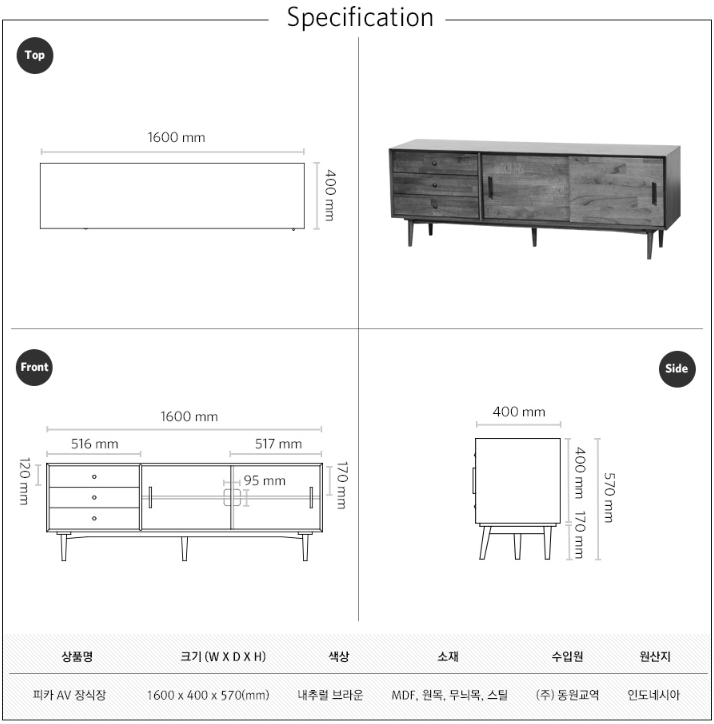 Specification
Top
1600 mm
400 mm
Front
Side
1600 mm
516 mm
517 mm
120 mm
95 mm
170 mm
400 mm
400 mm
170 mm
570 mm
상품명 크기 (W X D X H) 색상 소재 수입원 원산지
피카 AV 장식장 1600 x 400 x 570(mm) 내추럴 브라운 MDF, 원목, 무늬목, 스틸 (주) 동원교역 인도네시아